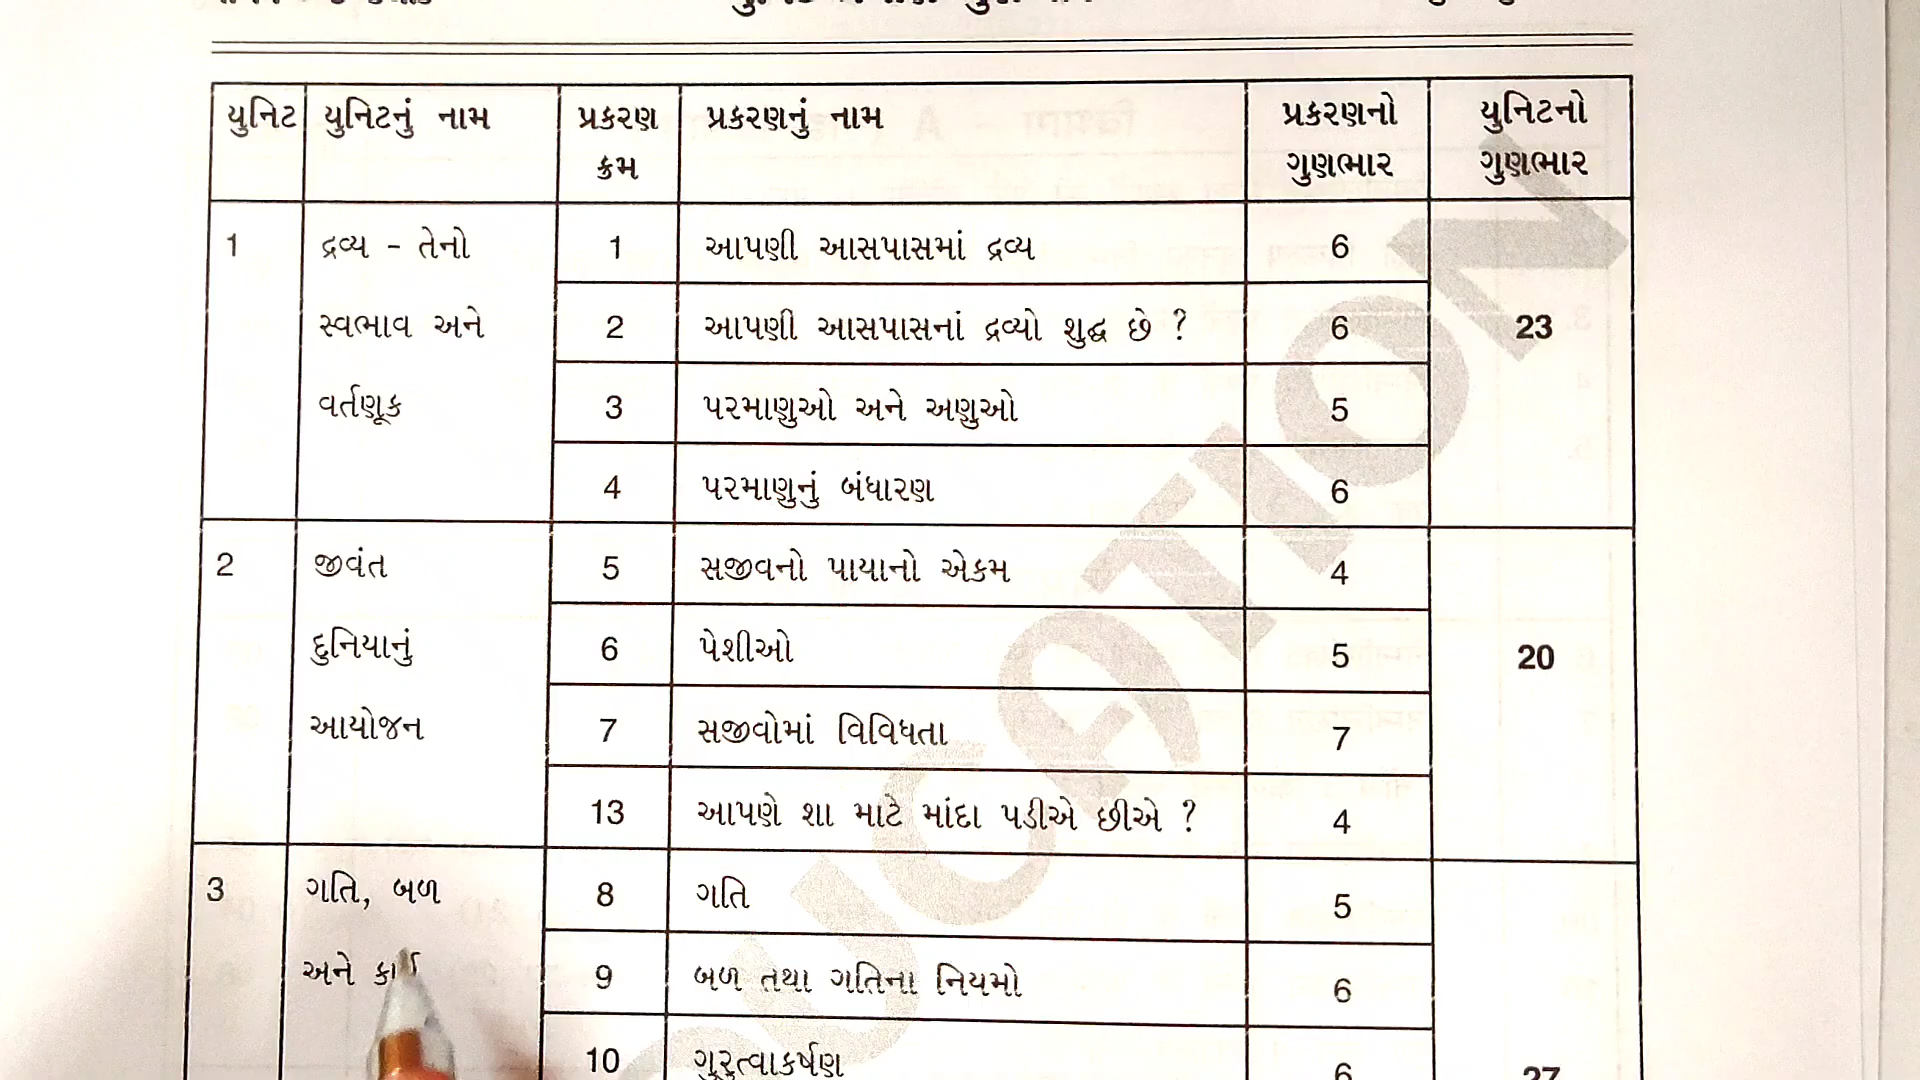 યુનિટ યુનિટનું નામ પ્રકરણ ક્રમ પ્રકરણનું નામ પ્રકરણનો ગુણભાર યુનિટનો ગુણભાર
1 દ્રવ્ય - તેનો 1 આપણી આસપાસમાં દ્રવ્ય 6
સ્વભાવ અને 2 આપણી આસપાસનાં દ્રવ્યો શુદ્ધ છે ? 6 23
વર્તણૂક 3 પરમાણુઓ અને અણુઓ 5
4 પરમાણુનું બંધારણ 6
2 જીવંત 5 સજીવનો પાયાનો એકમ 4
દુનિયાનું 6 પેશીઓ 5 20
આયોજન 7 સજીવોમાં વિવિધતા 7
13 આપણે શા માટે માંદા પડીએ છીએ ? 4
3 ગતિ, બળ 8 ગતિ 5
અને 9 બળ તથા ગતિના નિયમો 6
10 ગુરુત્વાકર્ષણ 6 27